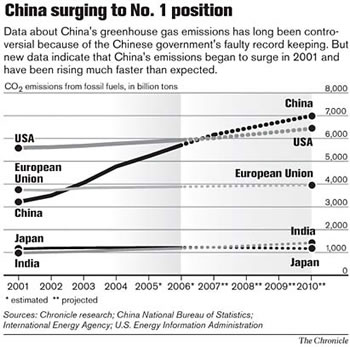 China surging to No. 1 position
Data about China's greenhouse gas emissions has long been contro-
versial because of the Chinese government's faulty record keeping. But
new data indicate that China's emissions began to surge in 2001 and
have been rising much faster than expected.
CO2 emissions from fossil fuels, in billion tons
8,000
China
7,000
USA
USA
6,000
European
Union
5,000
European Union
4,000
China
3,000
Japan
India
2,000
1,000
India
Japan
0
2001 2002 2003 2004 2005 2006* 2007** 2008** 2009** 2010**
* estimated ** projected
Sources: Chronicle research; China National Bureau of Statistics;
International Energy Agency; U.S. Energy Information Administration
The Chronicle